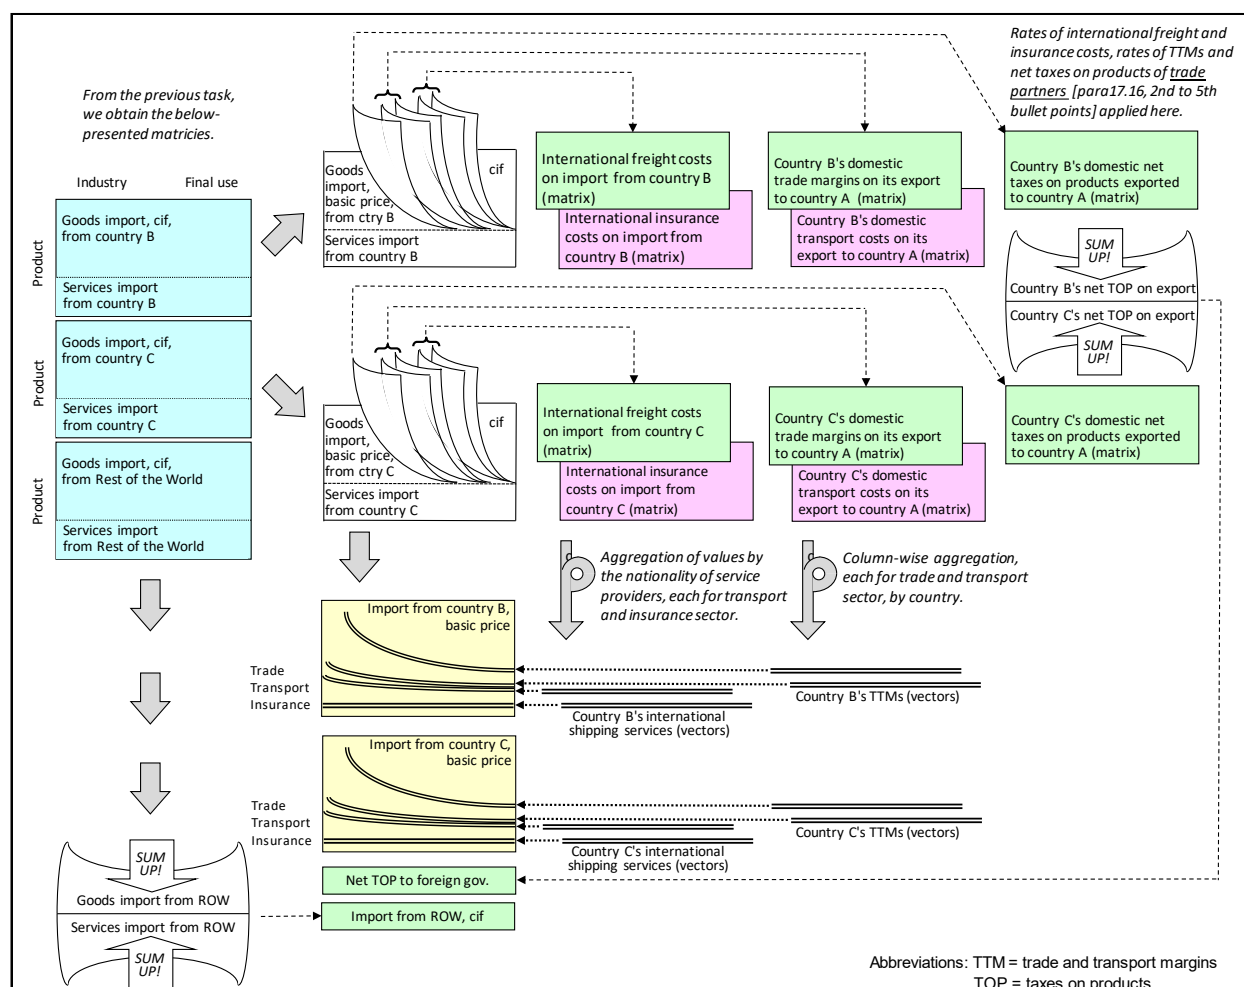 From the previous task,
we obtain the below-
presented matricies.
Rates of international freight and
insurance costs, rates of TTMs and
net taxes on products of trade
partners [para17.16, 2nd to 5th
bullet points] applied here.
Industry
Final use
Product
Goods import, cif,
from country B
Services import
from country B
Product
Goods import, cif,
from country C
Services import
from country C
Product
Goods import, cif,
from Rest of the World
Services import
from Rest of the World
Goods
import,
basic price,
from ctry B
cif
Services import
from country B
International freight costs
on import from country B
(matrix)
International insurance
costs on import from
country B (matrix)
Country B's domestic
trade margins on its export
to country A (matrix)
Country B's domestic
transport costs on its
export to country A (matrix)
Country B's domestic net
taxes on products exported
to country A (matrix)
SUM
UP!
Country B's net TOP on export
Country C's net TOP on export
SUM
UP!
Goods
import,
basic price,
from ctry C
cif
Services import
from country C
International freight costs
on import from country C
(matrix)
International insurance
costs on import from
country C (matrix)
Country C's domestic
trade margins on its export
to country A (matrix)
Country C's domestic
transport costs on its
export to country A (matrix)
Country C's domestic net
taxes on products exported
to country A (matrix)
Aggregation of values by
the nationality of service
providers, each for transport
and insurance sector.
Column-wise aggregation,
each for trade and transport
sector, by country.
Import from country B,
basic price
Trade
Transport
Insurance
Country B's international
shipping services (vectors)
Country B's TTMs (vectors)
Import from country C,
basic price
Trade
Transport
Insurance
Country C's international
shipping services (vectors)
Country C's TTMs (vectors)
SUM
UP!
Goods import from ROW
Services import from ROW
SUM
UP!
Net TOP to foreign gov.
Import from ROW, cif
Abbreviations: TTM = trade and transport margins
TOP = taxes on products